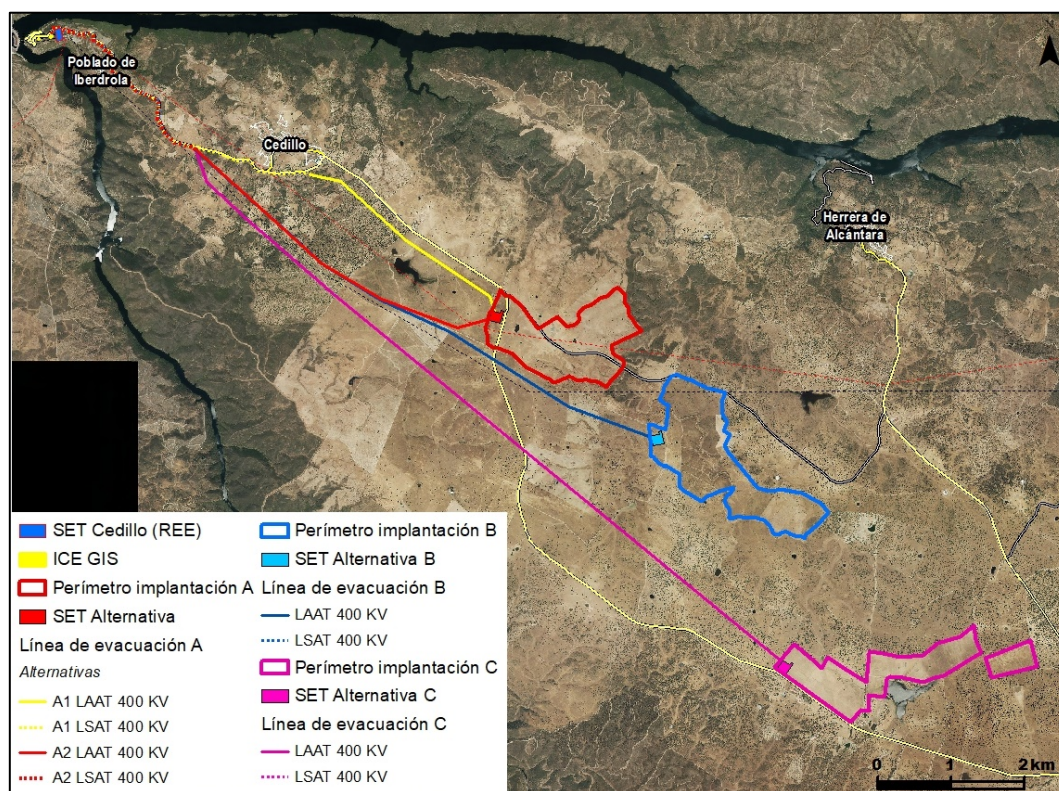 Poblado de
Iberdrola
Cedillo
Herrera de
Alcántara
SET Cedillo (REE)
ICE GIS
Perímetro implantación A
SET Alternativa
Línea de evacuación A
Alternativas
A1 LAAT 400 KV
A1 LSAT 400 KV
A2 LAAT 400 KV
A2 LSAT 400 KV
Perímetro implantación B
SET Alternativa B
Línea de evacuación B
LAAT 400 KV
LSAT 400 KV
Perímetro implantación C
SET Alternativa C
Línea de evacuación C
LAAT 400 KV
LSAT 400 KV
0 1 2 km